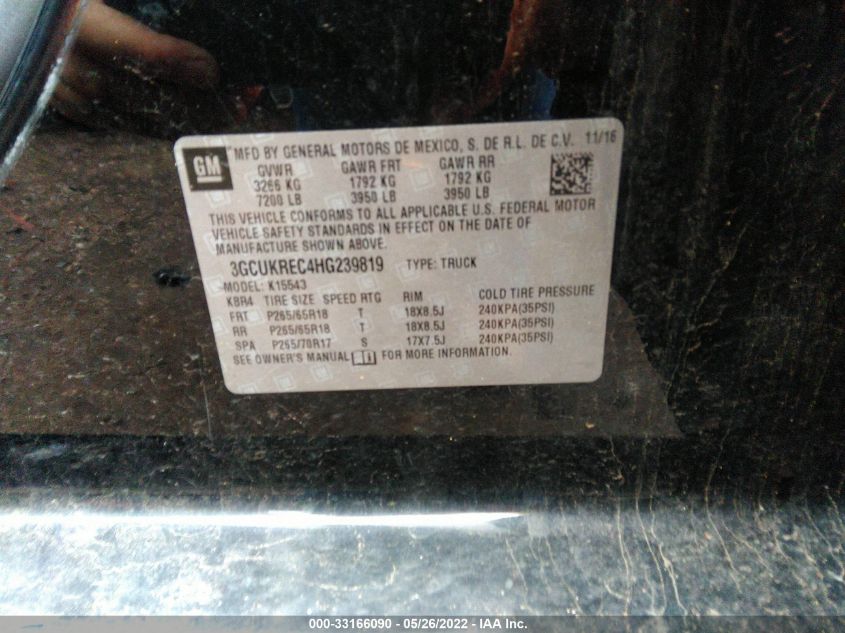 GM MFD BY GENERAL MOTORS DE MEXICO, S. DE R.L. DE C.V. 11/16
GVWR GAWR FRT GAWR RR
3266 KG 1792 KG 1792 KG
7200 LB 3950 LB 3950 LB
THIS VEHICLE CONFORMS TO ALL APPLICABLE U.S. FEDERAL MOTOR
VEHICLE SAFETY STANDARDS IN EFFECT ON THE DATE OF
MANUFACTURE SHOWN ABOVE.
3GCUKREC4HG239819 TYPE: TRUCK
MODEL: K15543
K8R4 TIRE SIZE SPEED RTG RIM COLD TIRE PRESSURE
FRT P265/65R18 T 18X8.5J 240KPA(35PSI)
RR P265/65R18 T 18X8.5J 240KPA(35PSI)
SPA P265/70R17 S 17X7.5J 240KPA(35PSI)
SEE OWNER'S MANUAL FOR MORE INFORMATION.
000-33166090 - 05/26/2022 - IAA Inc.